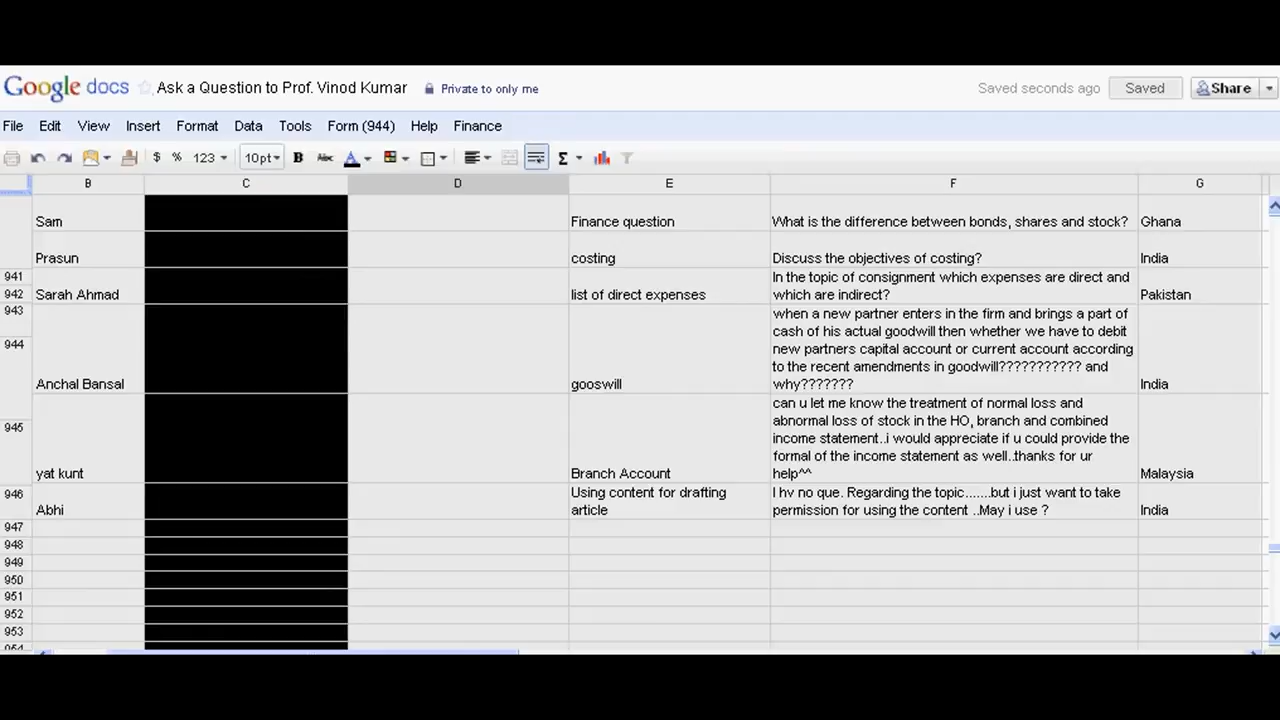 Google docs Ask a Question to Prof. Vinod Kumar Private to only me Saved seconds ago Saved Share
File Edit View Insert Format Data Tools Form (944) Help Finance
$ % 123 10pt B Abc A Σ
B C D E F G
Sam Finance question What is the difference between bonds, shares and stock? Ghana
Prasun costing Discuss the objectives of costing? India
941 In the topic of consignment which expenses are direct and
942 Sarah Ahmad list of direct expenses which are indirect? Pakistan
943 when a new partner enters in the firm and brings a part of
cash of his actual goodwill then whether we have to debit
944 new partners capital account or current account according
to the recent amendments in goodwill??????????? and
Anchal Bansal gooswill why??????? India
can u let me know the treatment of normal loss and
945 abnormal loss of stock in the HO, branch and combined
income statement..i would appreciate if u could provide the
formal of the income statement as well..thanks for ur
yat kunt Branch Account help^^ Malaysia
946 Using content for drafting I hv no que. Regarding the topic.......but i just want to take
Abhi article permission for using the content ..May i use ? India
947
948
949
950
951
952
953
954